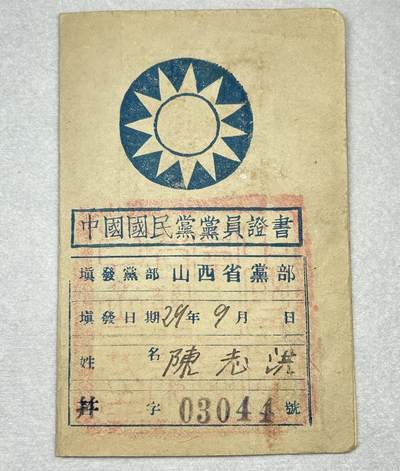 中國國民黨黨員證書
填發黨部 山西省黨部
填發日期 29年9月 日
姓名 陳志洪
字 03044 號